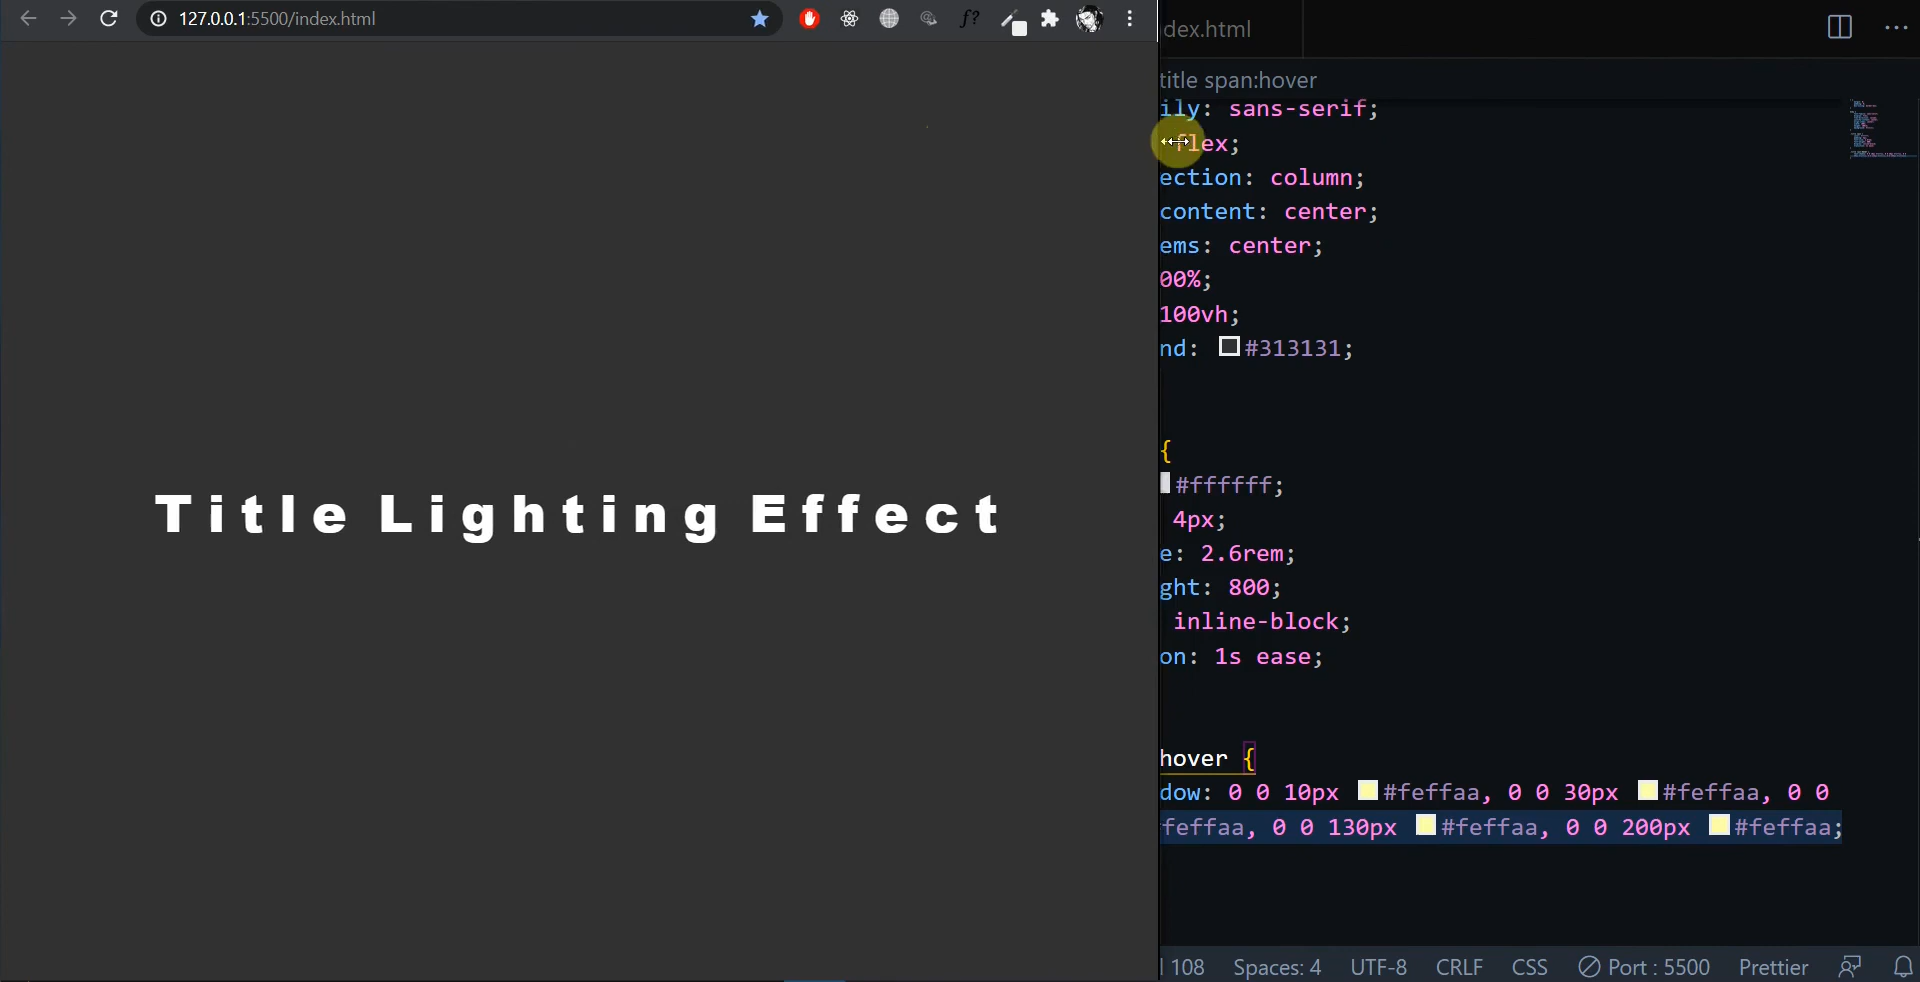 127.0.0.1:5500/index.html
f?
Title Lighting Effect
dex.html
title span:hover
ily: sans-serif;
flex;
ection: column;
content: center;
ems: center;
00%;
100vh;
nd: #313131;
{
#ffffff;
4px;
e: 2.6rem;
ght: 800;
inline-block;
on: 1s ease;
hover {
dow: 0 0 10px #feffaa, 0 0 30px #feffaa, 0 0
feffaa, 0 0 130px #feffaa, 0 0 200px #feffaa;
108 Spaces: 4 UTF-8 CRLF CSS Port : 5500 Prettier